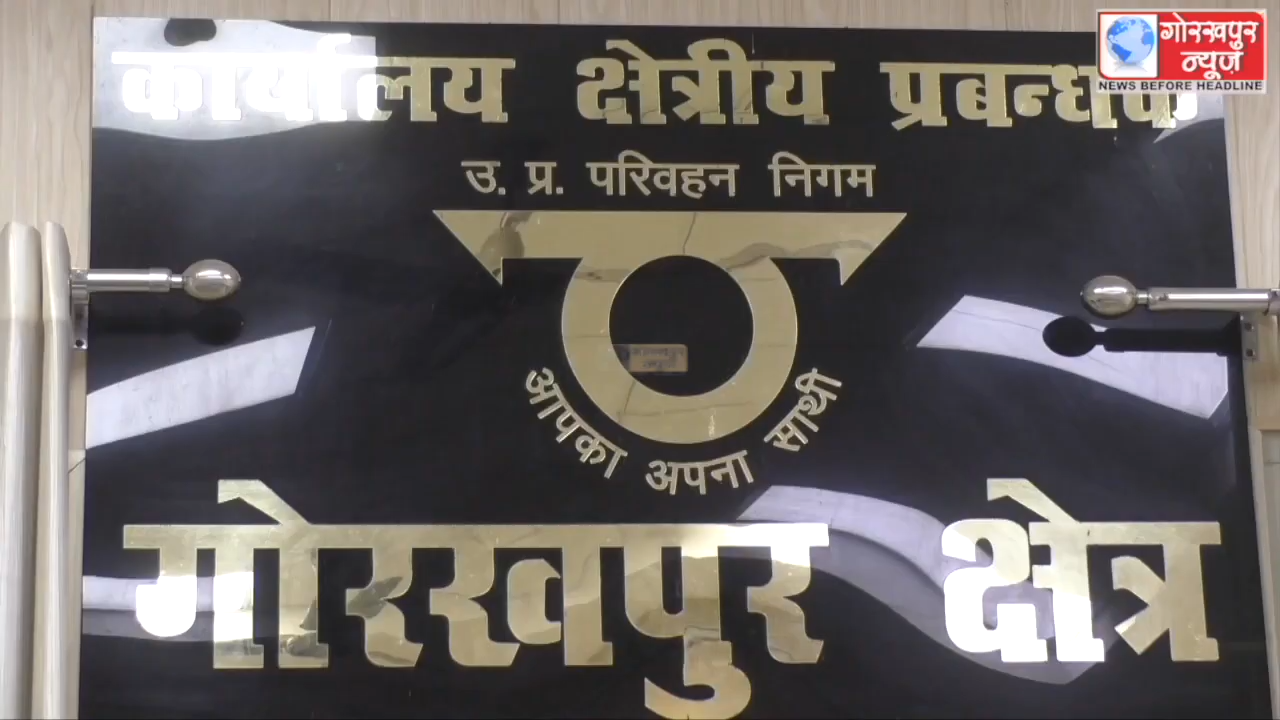 कार्यालय क्षेत्रीय प्रबन्धक
गोरखपुर
न्यूज़
NEWS BEFORE HEADLINE
उ. प्र. परिवहन निगम
आपका अपना साथी
गोरखपुर क्षेत्र